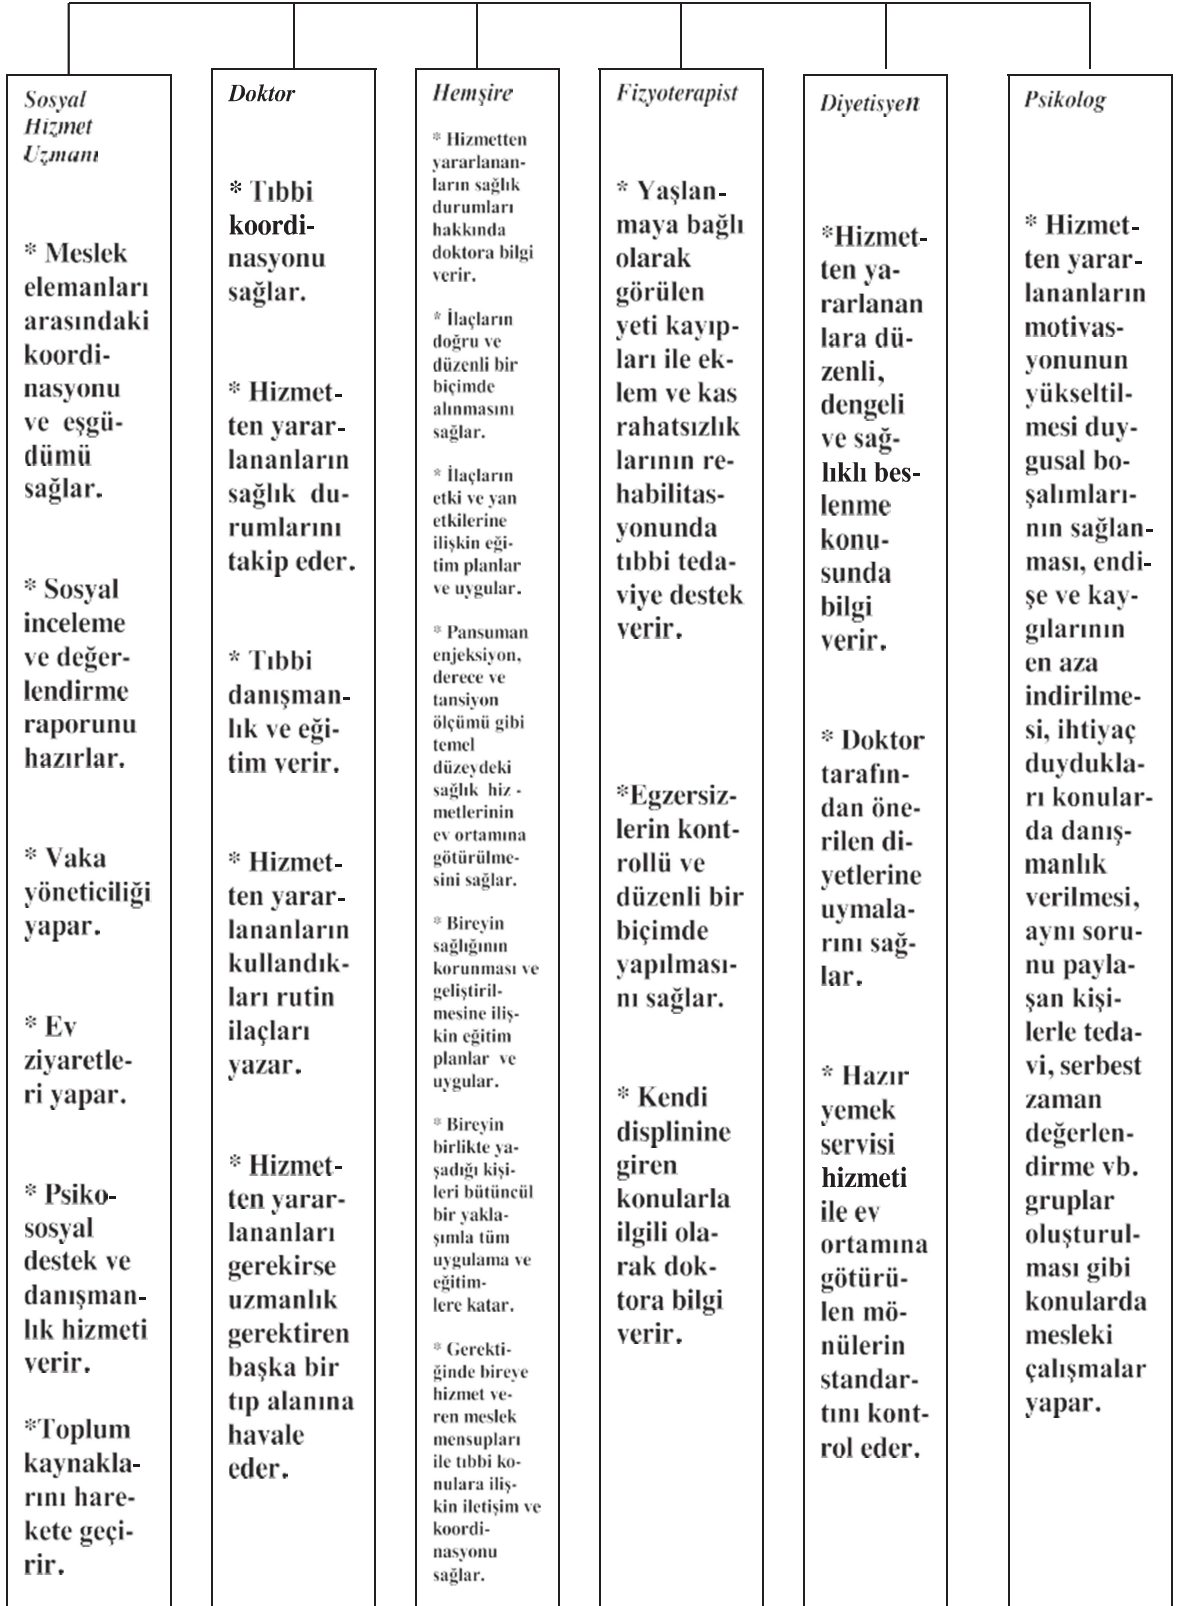 Sosyal
Hizmet
Uzmanı
* Meslek
elemanları
arasındaki
koordi-
nasyonu
ve eşgü-
dümü
sağlar.
* Sosyal
inceleme
ve değer-
lendirme
raporunu
hazırlar.
* Vaka
yöneticiliği
yapar.
* Ev
ziyaretle-
ri yapar.
* Psiko-
sosyal
destek ve
danışman-
lık hizmeti
verir.
*Toplum
kaynakla-
rını hare-
kete geçi-
rir.
Doktor
* Tıbbi
koordi-
nasyonu
sağlar.
* Hizmet-
ten yarar-
lananların
sağlık du-
rumlarını
takip eder.
* Tıbbi
danışman-
lık ve eği-
tim verir.
* Hizmet-
ten yarar-
lananların
kullandık-
ları rutin
ilaçları
yazar.
* Hizmet-
ten yarar-
lananları
gerekirse
uzmanlık
gerektiren
başka bir
tıp alanına
havale
eder.
Hemşire
* Hizmetten
yararlanan-
ların sağlık
durumları
hakkında
doktora bilgi
verir.
* İlaçların
doğru ve
düzenli bir
biçimde
alınmasını
sağlar.
* İlaçların
etki ve yan
etkilerine
ilişkin eği-
tim planlar
ve uygular.
* Pansuman
enjeksiyon,
derece ve
tansiyon
ölçümü gibi
temel
düzeydeki
sağlık hiz -
metlerinin
ev ortamına
götürülme-
sini sağlar.
* Bireyin
sağlığının
korunması ve
geliştiril-
mesine iliş-
kin eğitim
planlar ve
uygular.
* Bireyin
birlikte ya-
şadığı kişi-
leri bütüncül
bir yakla-
şımla tüm
uygulama ve
eğitim-
lere katar.
* Gerekti-
ğinde bireye
hizmet ve-
ren meslek
mensupları
ile tıbbi ko-
nulara iliş-
kin iletişim ve
koordi-
nasyonu
sağlar.
Fizyoterapist
* Yaşlan-
maya bağlı
olarak
görülen
yeti kayıp-
ları ile ek-
lem ve kas
rahatsızlık
larının re-
habilitas-
yonunda
tıbbi teda-
viye destek
verir.
*Egzersiz-
lerin kont-
rollü ve
düzenli bir
biçimde
yapılması-
nı sağlar.
* Kendi
displinine
giren
konularla
ilgili ola-
rak dok-
tora bilgi
verir.
Diyetisyen
*Hizmet-
ten ya-
rarlanan
lara dü-
zenli,
dengeli
ve sağ-
lıklı bes-
lenme
konu-
sunda
bilgi
verir.
* Doktor
tarafın-
dan öne-
rilen di-
yetlerine
uymala-
rını sağ-
lar.
* Hazır
yemek
servisi
hizmeti
ile ev
ortamına
götürü-
len mö-
nülerin
standar-
tını kont-
rol eder.
Psikolog
* Hizmet-
ten yarar-
lananların
motivas-
yonunun
yükseltil-
mesi duy-
gusal bo-
şalımları-
nın sağlan-
ması, endi-
şe ve kay-
gılarının
en aza
indirilme-
si, ihtiyaç
duydukla-
rı konular-
da danış-
manlık
verilmesi,
aynı soru-
nu payla-
şan kişi-
lerle teda-
vi, serbest
zaman
değerlen-
dirme vb.
gruplar
oluşturul-
ması gibi
konularda
mesleki
çalışmalar
yapar.